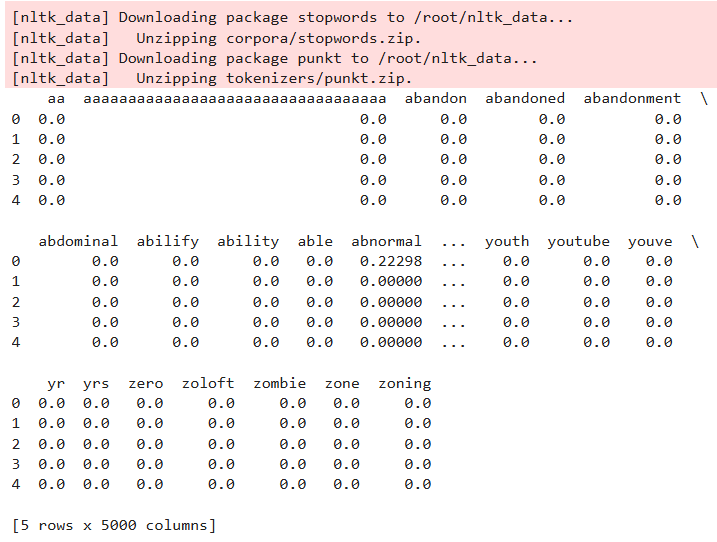 [nltk_data] Downloading package stopwords to /root/nltk_data...
[nltk_data]   Unzipping corpora/stopwords.zip.
[nltk_data] Downloading package punkt to /root/nltk_data...
[nltk_data]   Unzipping tokenizers/punkt.zip.
    aa  aaaaaaaaaaaaaaaaaaaaaaaaaaaaaaaaaa  abandon  abandoned  abandonment  \
0  0.0                                 0.0      0.0        0.0          0.0
1  0.0                                 0.0      0.0        0.0          0.0
2  0.0                                 0.0      0.0        0.0          0.0
3  0.0                                 0.0      0.0        0.0          0.0
4  0.0                                 0.0      0.0        0.0          0.0

   abdominal  abilify  ability  able  abnormal  ...  youth  youtube  youve  \
0        0.0      0.0      0.0   0.0   0.22298  ...    0.0      0.0    0.0
1        0.0      0.0      0.0   0.0   0.00000  ...    0.0      0.0    0.0
2        0.0      0.0      0.0   0.0   0.00000  ...    0.0      0.0    0.0
3        0.0      0.0      0.0   0.0   0.00000  ...    0.0      0.0    0.0
4        0.0      0.0      0.0   0.0   0.00000  ...    0.0      0.0    0.0

    yr  yrs  zero  zoloft  zombie  zone  zoning
0  0.0  0.0   0.0     0.0     0.0   0.0     0.0
1  0.0  0.0   0.0     0.0     0.0   0.0     0.0
2  0.0  0.0   0.0     0.0     0.0   0.0     0.0
3  0.0  0.0   0.0     0.0     0.0   0.0     0.0
4  0.0  0.0   0.0     0.0     0.0   0.0     0.0

[5 rows x 5000 columns]